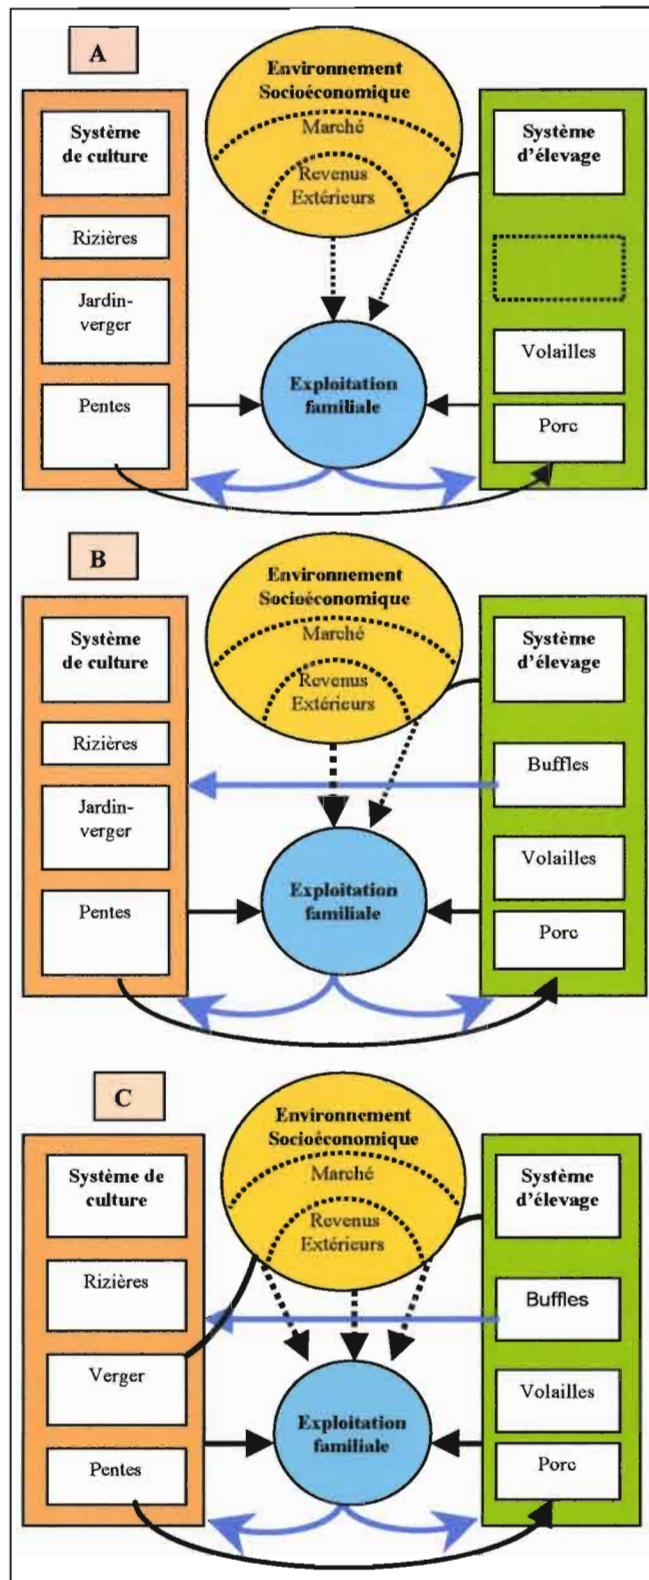 A
Environnement
Socioéconomique
Marché
Revenus
Extérieurs
Système
de culture
Rizières
Jardin-
verger
Pentes
Exploitation
familiale
Système
d'élevage
Volailles
Porc
B
Environnement
Socioéconomique
Marché
Revenus
Extérieurs
Système
de culture
Rizières
Jardin-
verger
Pentes
Exploitation
familiale
Système
d'élevage
Buffles
Volailles
Porc
C
Environnement
Socioéconomique
Marché
Revenus
Extérieurs
Système de
culture
Rizières
Verger
Pentes
Exploitation
familiale
Système
d'élevage
Buffles
Volailles
Porc